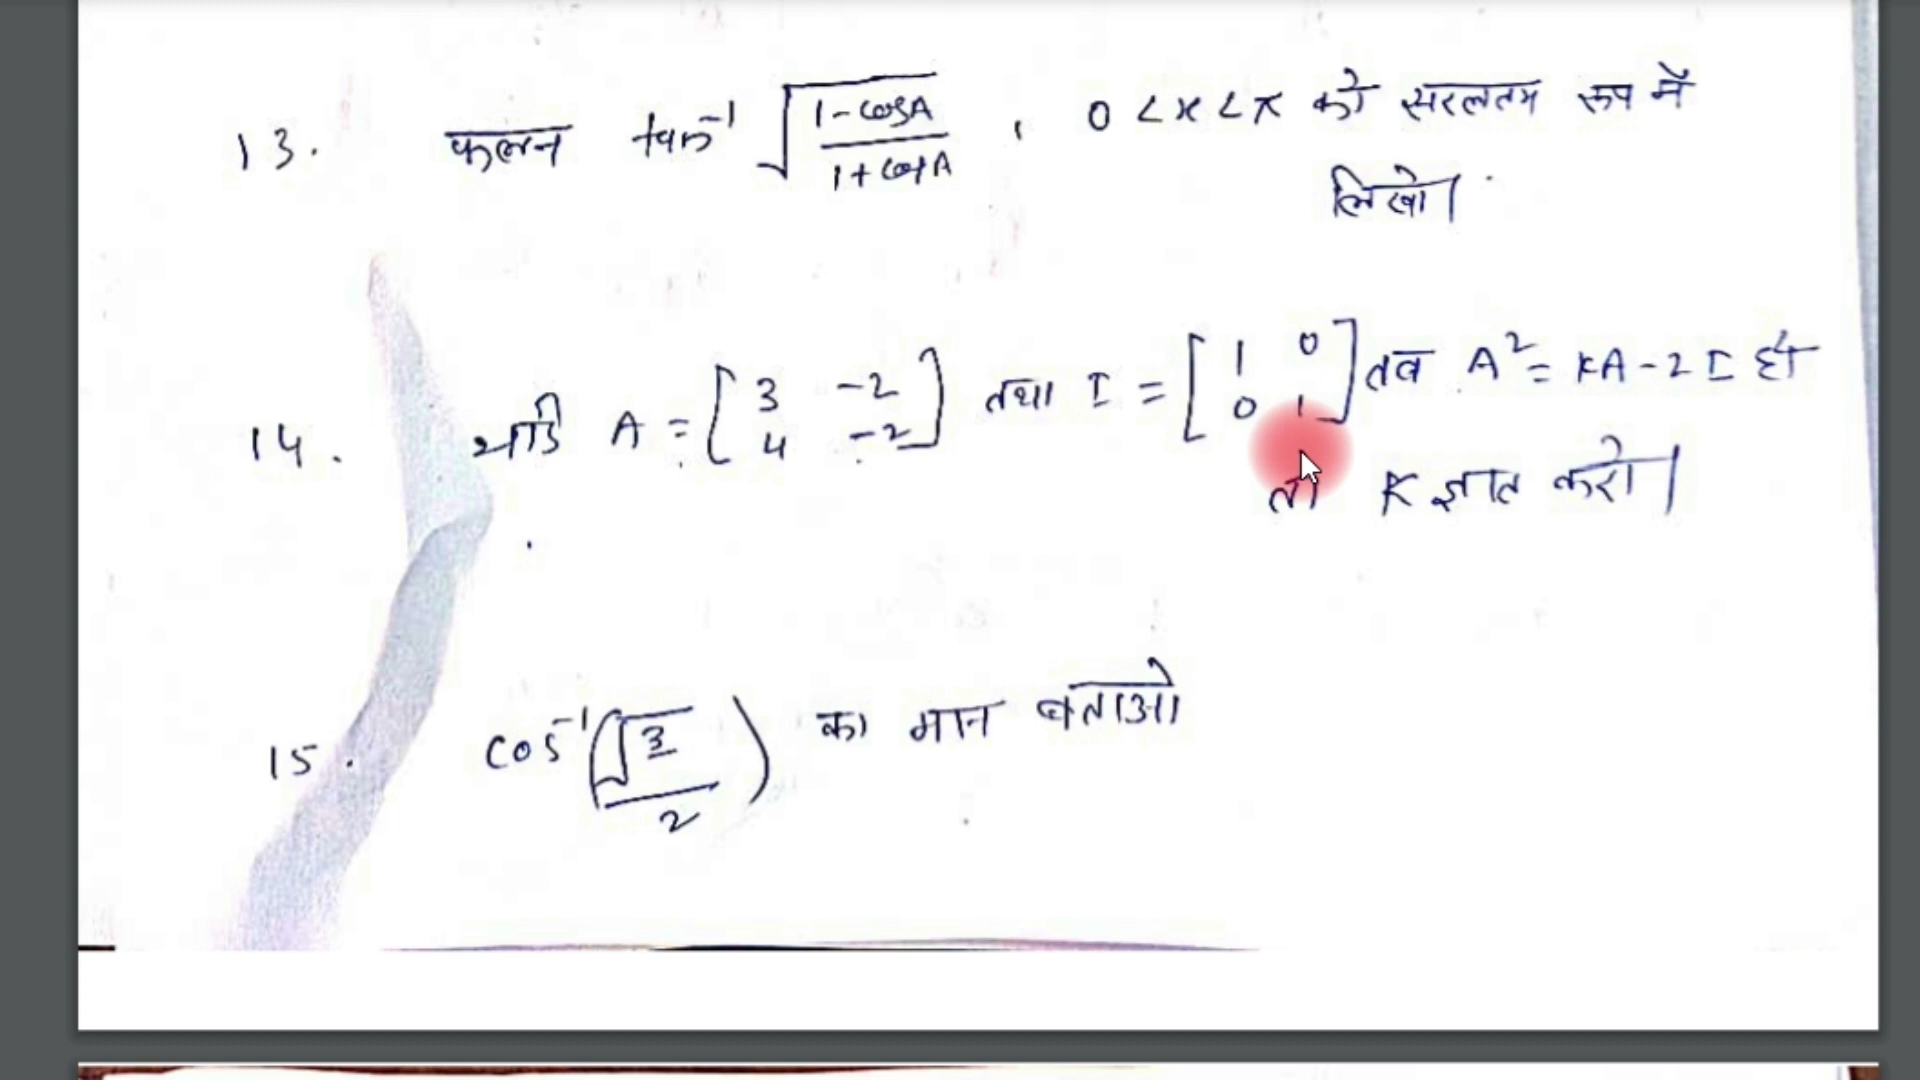 13. फलन tan⁻¹ √(1-cosA / 1+cosA) , 0 < x < π को सरलतम रूप में
लिखो।
14. यदि A = [3 -2; 4 -2] तथा I = [1 0; 0 1] तब A² = KA - 2I हो
तो K ज्ञात करो।
15. cos⁻¹(√3/2) का मान बताओ